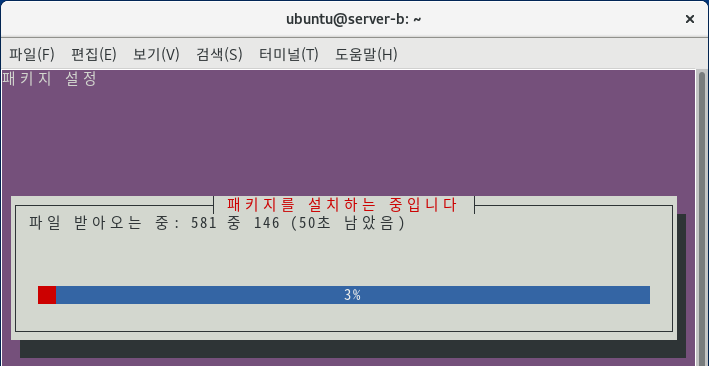 ubuntu@server-b: ~
×
파일(F) 편집(E) 보기(V) 검색(S) 터미널(T) 도움말(H)
패키지 설정
패키지를 설치하는 중입니다
파일 받아오는 중: 581 중 146 (50초 남았음)
3%